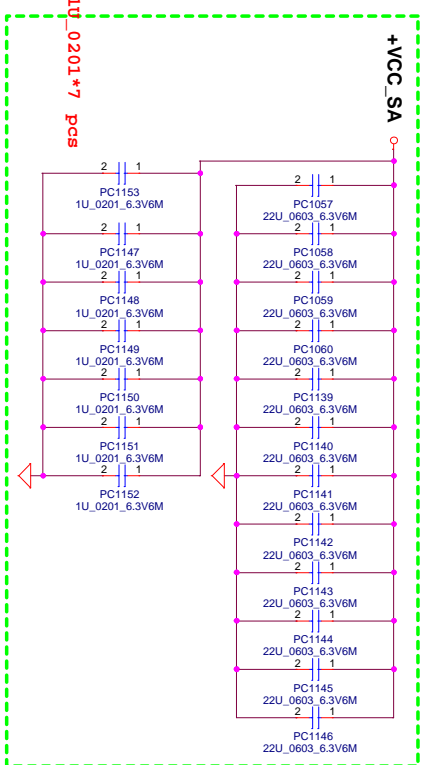 1U_0201*7 pcs
+VCC_SA
2 1
PC1153
1U_0201_6.3V6M
2 1
PC1147
1U_0201_6.3V6M
2 1
PC1148
1U_0201_6.3V6M
2 1
PC1149
1U_0201_6.3V6M
2 1
PC1150
1U_0201_6.3V6M
2 1
PC1151
1U_0201_6.3V6M
2 1
PC1152
1U_0201_6.3V6M
2 1
PC1057
22U_0603_6.3V6M
2 1
PC1058
22U_0603_6.3V6M
2 1
PC1059
22U_0603_6.3V6M
2 1
PC1060
22U_0603_6.3V6M
2 1
PC1139
22U_0603_6.3V6M
2 1
PC1140
22U_0603_6.3V6M
2 1
PC1141
22U_0603_6.3V6M
2 1
PC1142
22U_0603_6.3V6M
2 1
PC1143
22U_0603_6.3V6M
2 1
PC1144
22U_0603_6.3V6M
2 1
PC1145
22U_0603_6.3V6M
2 1
PC1146
22U_0603_6.3V6M